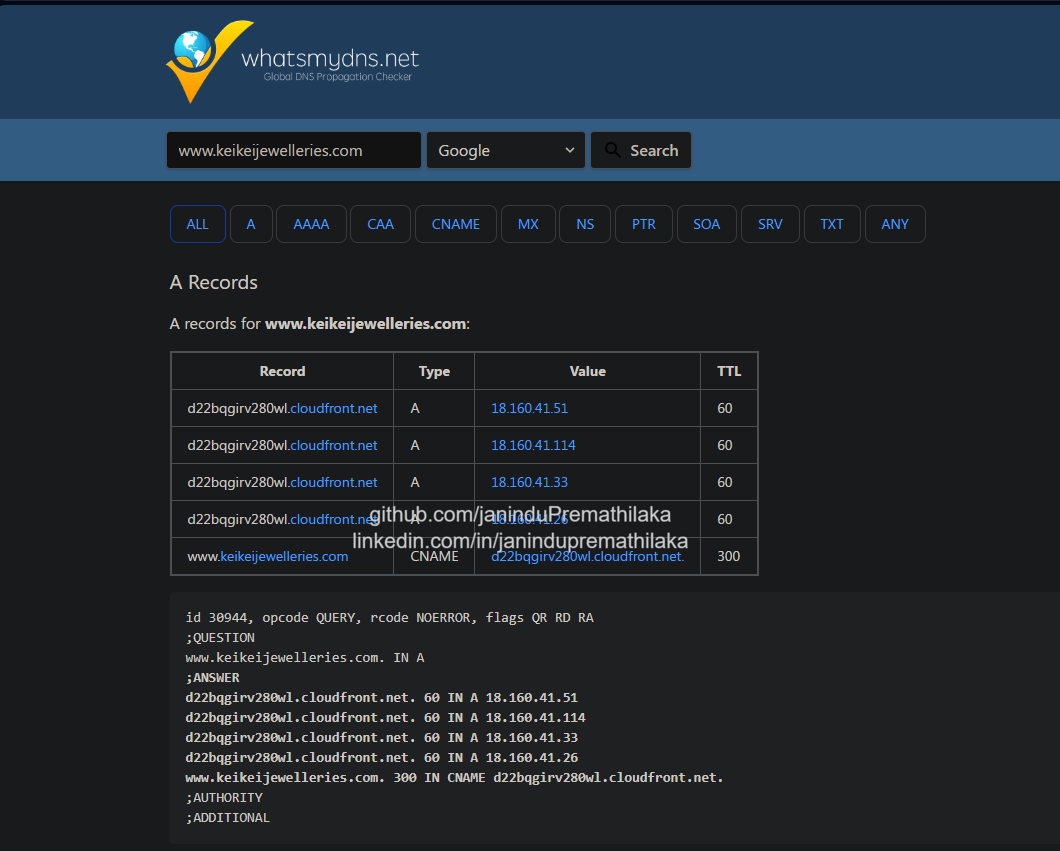 whatsmydns.net
Global DNS Propagation Checker
www.keikeijewelleries.com Google Search
ALL A AAAA CAA CNAME MX NS PTR SOA SRV TXT ANY
A Records
A records for www.keikeijewelleries.com:
Record Type Value TTL
d22bqgirv280wl.cloudfront.net A 18.160.41.51 60
d22bqgirv280wl.cloudfront.net A 18.160.41.114 60
d22bqgirv280wl.cloudfront.net A 18.160.41.33 60
d22bqgirv280wl.cloudfront.net A 18.160.41.26 60
github.com/janinduPremathilaka
linkedin.com/in/janindupremathilaka
www.keikeijewelleries.com CNAME d22bqgirv280wl.cloudfront.net. 300
id 30944, opcode QUERY, rcode NOERROR, flags QR RD RA
;QUESTION
www.keikeijewelleries.com. IN A
;ANSWER
d22bqgirv280wl.cloudfront.net. 60 IN A 18.160.41.51
d22bqgirv280wl.cloudfront.net. 60 IN A 18.160.41.114
d22bqgirv280wl.cloudfront.net. 60 IN A 18.160.41.33
d22bqgirv280wl.cloudfront.net. 60 IN A 18.160.41.26
www.keikeijewelleries.com. 300 IN CNAME d22bqgirv280wl.cloudfront.net.
;AUTHORITY
;ADDITIONAL